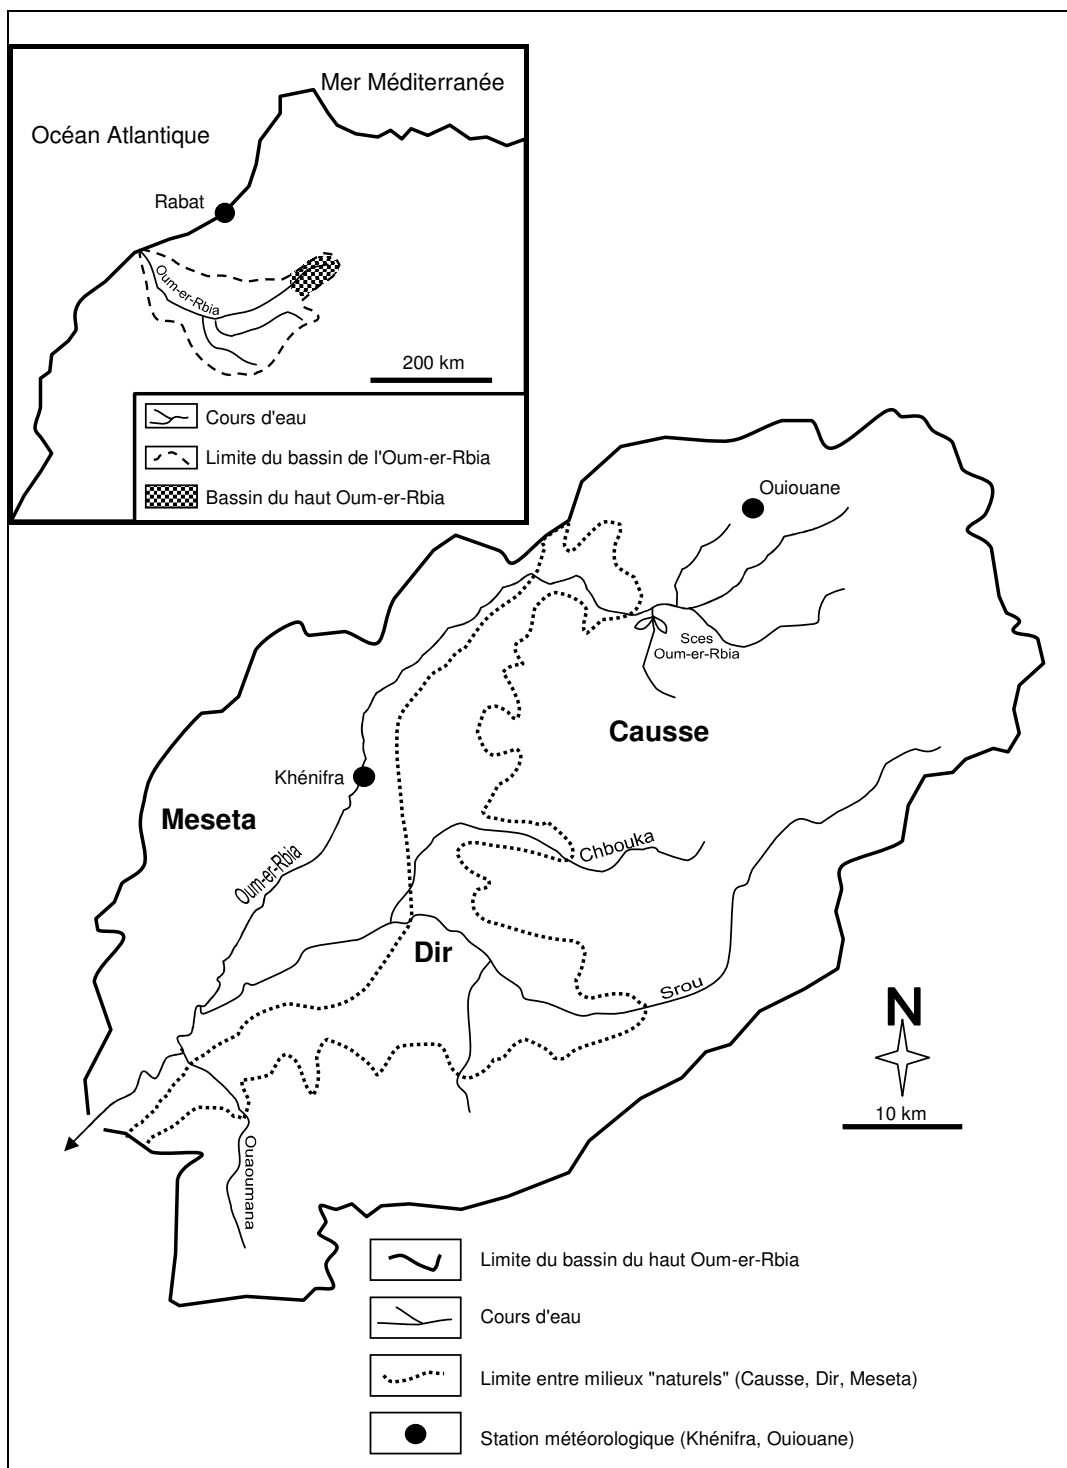 Mer Méditerranée
Océan Atlantique
Rabat
Oum-er-Rbia
200 km
Cours d'eau
Limite du bassin de l'Oum-er-Rbia
Bassin du haut Oum-er-Rbia
Ouiouane
Sces
Oum-er-Rbia
Causse
Khénifra
Meseta
Chbouka
Oum-er-Rbia
Dir
Srou
N
10 km
Ouaoumana
Limite du bassin du haut Oum-er-Rbia
Cours d'eau
Limite entre milieux "naturels" (Causse, Dir, Meseta)
Station météorologique (Khénifra, Ouiouane)